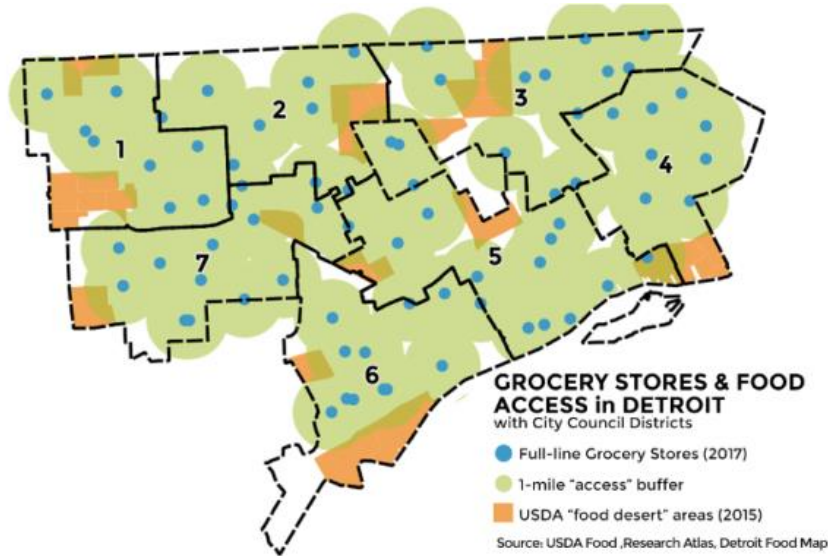 1
2
3
4
5
6
7
GROCERY STORES & FOOD
ACCESS in DETROIT
with City Council Districts
Full-line Grocery Stores (2017)
1-mile "access" buffer
USDA "food desert" areas (2015)
Source: USDA Food ,Research Atlas, Detroit Food Map